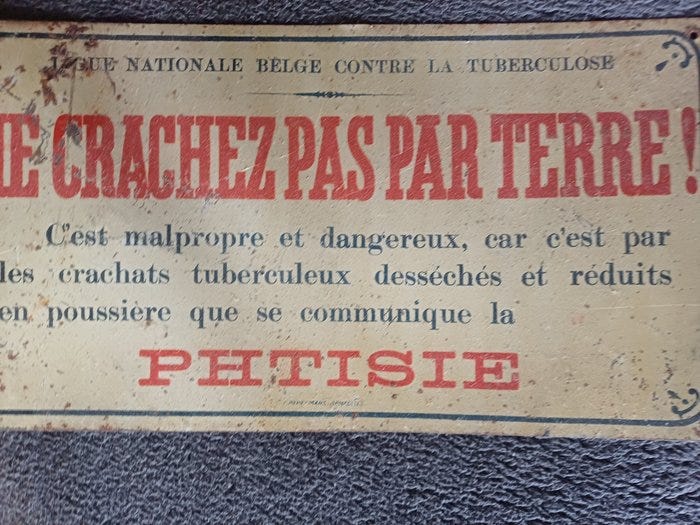 LIGUE NATIONALE BELGE CONTRE LA TUBERCULOSE
NE CRACHEZ PAS PAR TERRE !
C'est malpropre et dangereux, car c'est par
les crachats tuberculeux desséchés et réduits
en poussière que se communique la
PHTISIE